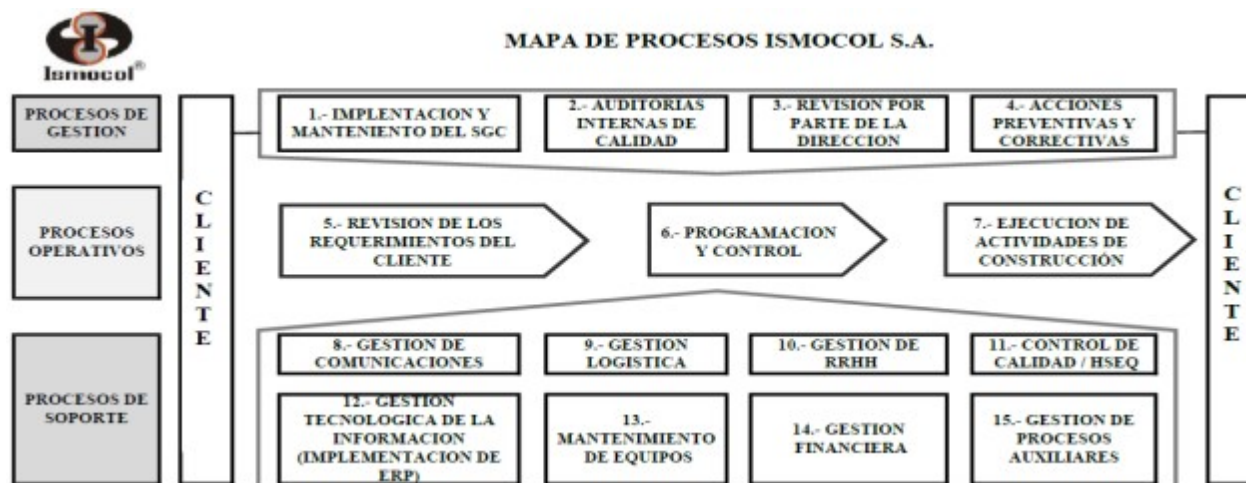 Ismocol®
MAPA DE PROCESOS ISMOCOL S.A.
PROCESOS DE
GESTION
CLIENTE
1.- IMPLENTACION Y
MANTENIENTO DEL SGC
2.- AUDITORIAS
INTERNAS DE
CALIDAD
3.- REVISION POR
PARTE DE LA
DIRECCION
4.- ACCIONES
PREVENTIVAS Y
CORRECTIVAS
CLIENTE
PROCESOS
OPERATIVOS
5.- REVISION DE LOS
REQUERIMIENTOS DEL
CLIENTE
6.- PROGRAMACION
Y CONTROL
7.- EJECUCION DE
ACTIVIDADES DE
CONSTRUCCIÓN
PROCESOS DE
SOPORTE
8.- GESTION DE
COMUNICACIONES
9.- GESTION
LOGISTICA
10.- GESTION DE
RRHH
11.- CONTROL DE
CALIDAD / HSEQ
12.- GESTION
TECNOLOGICA DE LA
INFORMACION
(IMPLEMENTACION DE
ERP)
13.-
MANTENIMIENTO
DE EQUIPOS
14.- GESTION
FINANCIERA
15.- GESTION DE
PROCESOS
AUXILIARES